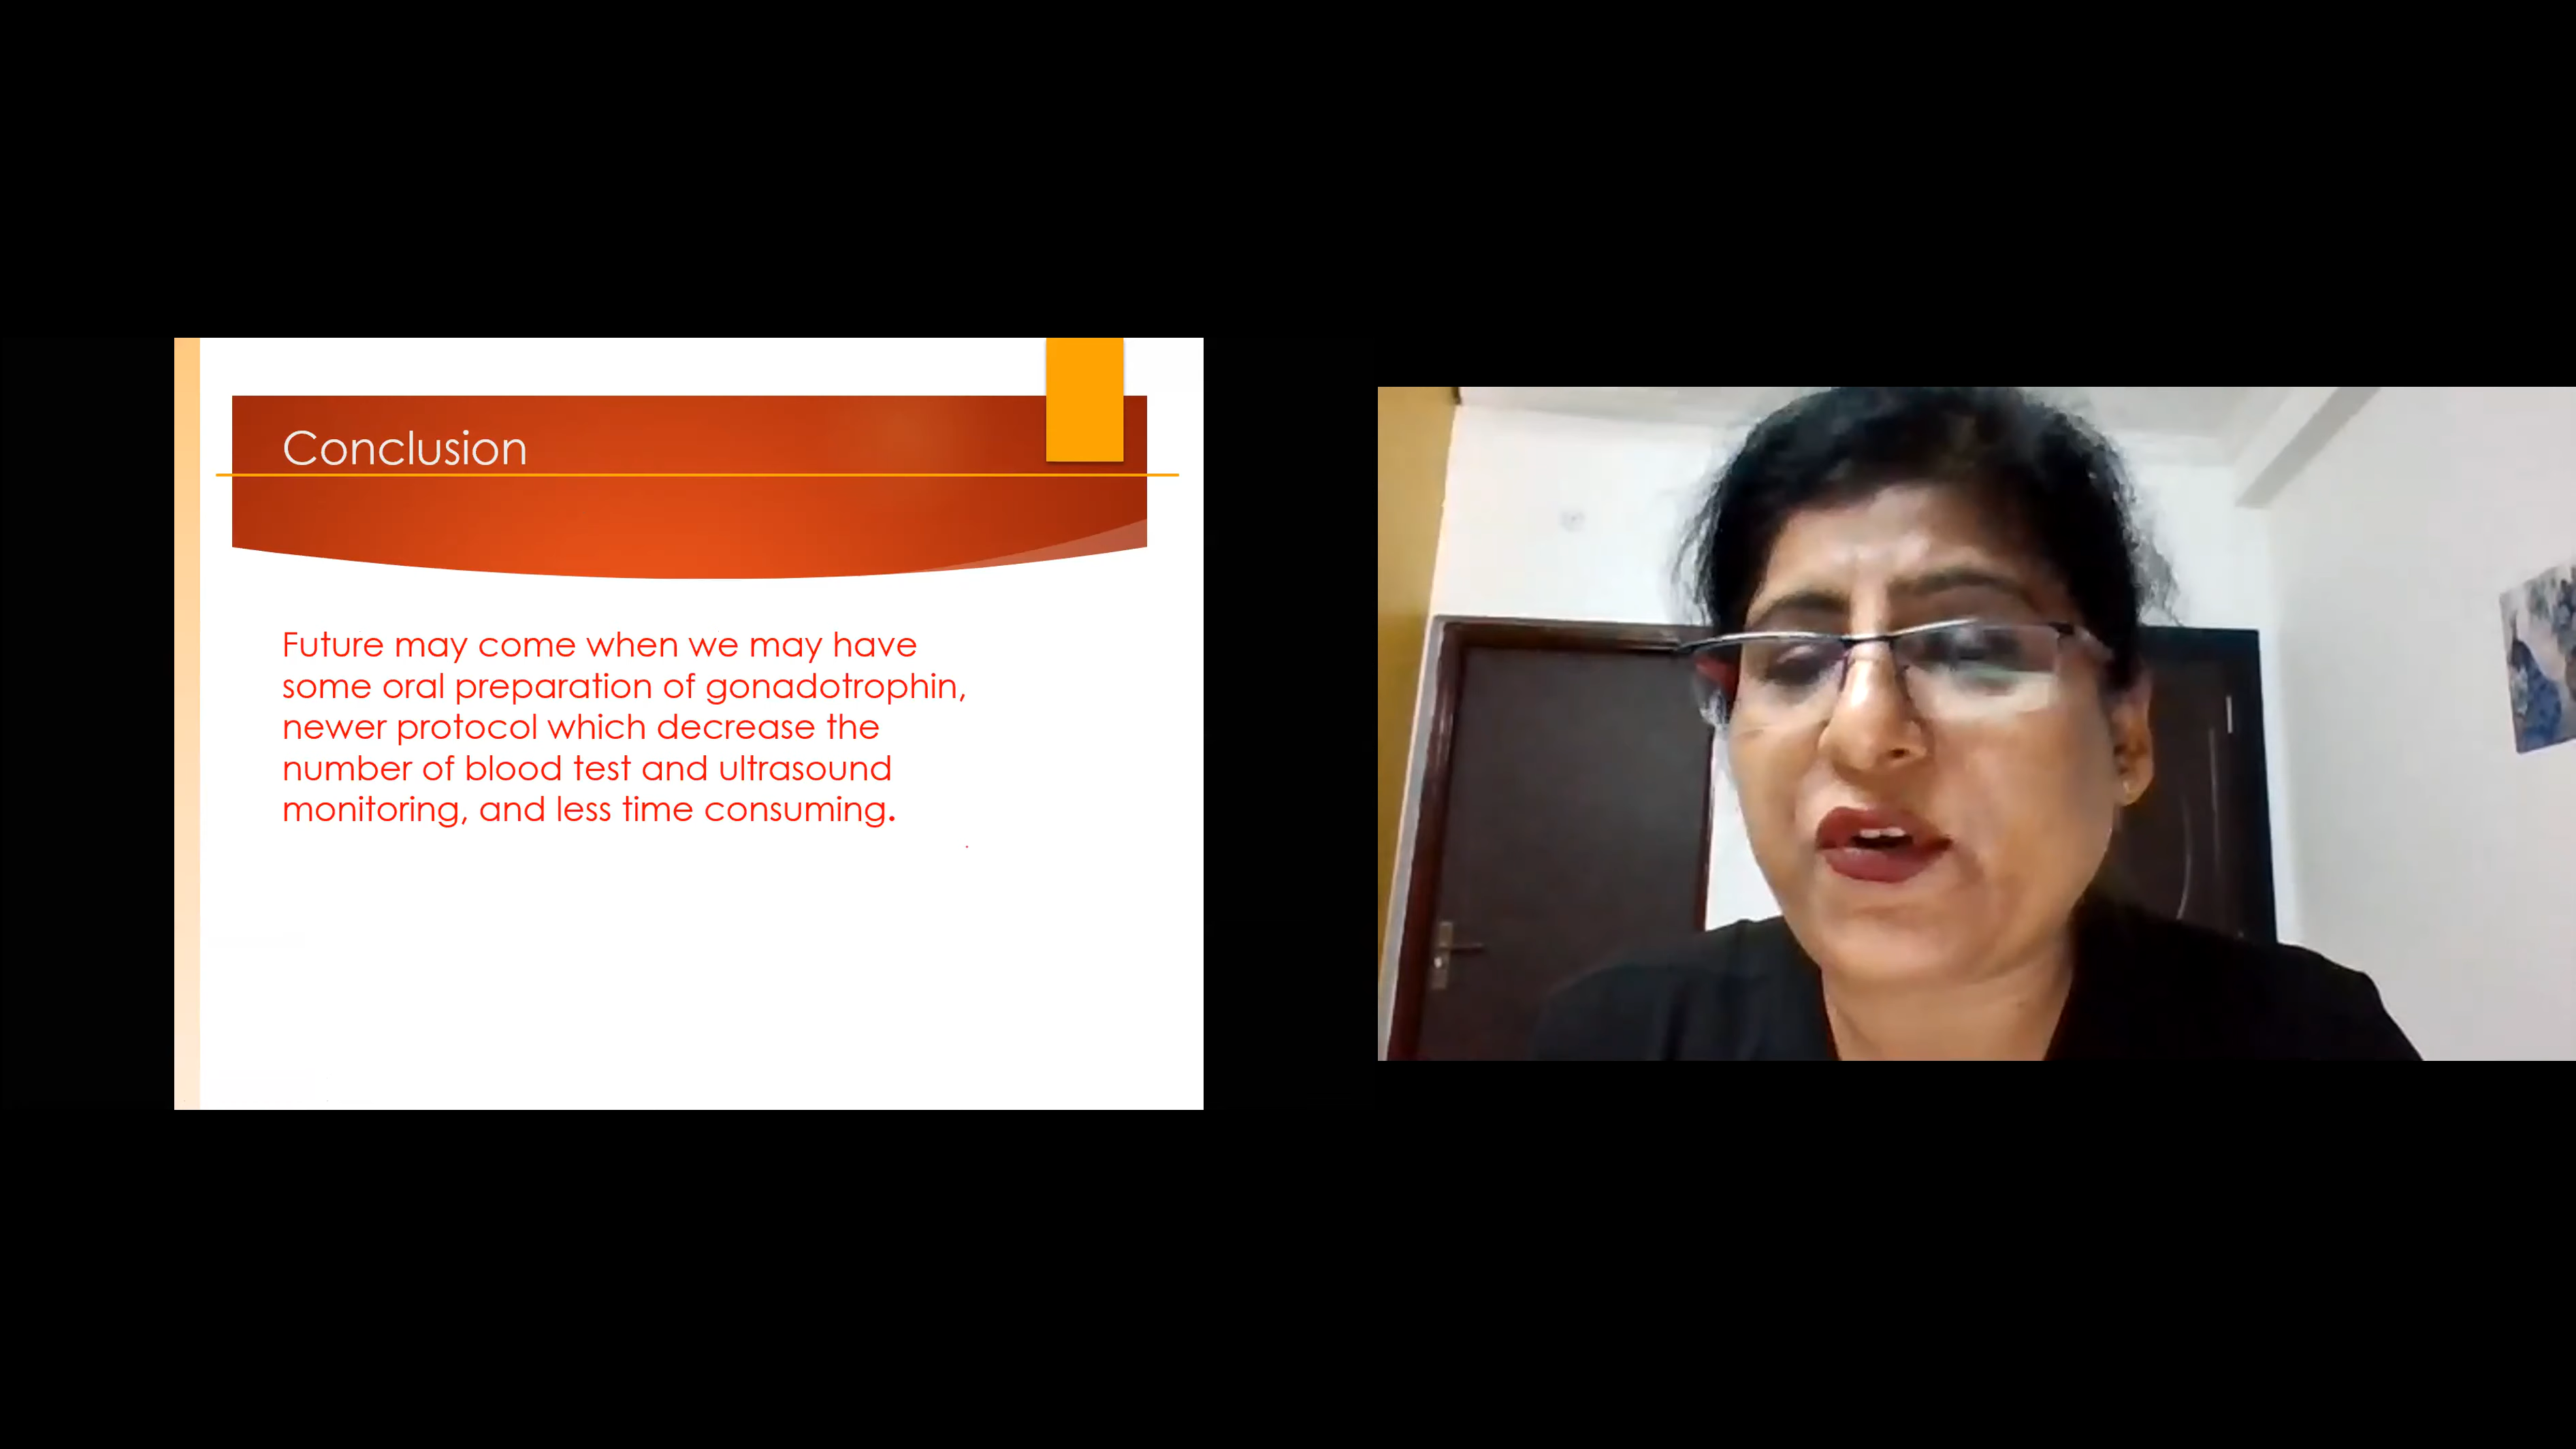 Conclusion
Future may come when we may have
some oral preparation of gonadotrophin,
newer protocol which decrease the
number of blood test and ultrasound
monitoring, and less time consuming.